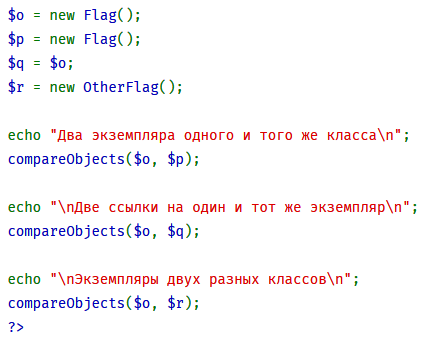 $o = new Flag();
$p = new Flag();
$q = $o;
$r = new OtherFlag();
echo "Два экземпляра одного и того же класса\n";
compareObjects($o, $p);
echo "\nДве ссылки на один и тот же экземпляр\n";
compareObjects($o, $q);
echo "\nЭкземпляры двух разных классов\n";
compareObjects($o, $r);
?>